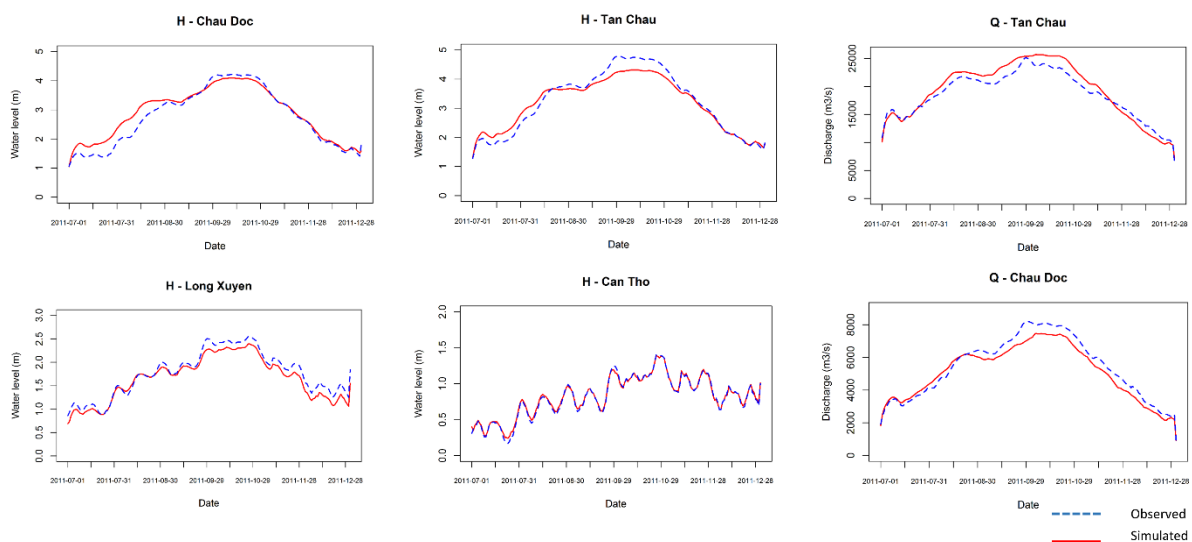 H - Chau Doc
Water level (m)
5
4
3
2
1
0
2011-07-01 2011-07-31 2011-08-30 2011-09-29 2011-10-29 2011-11-28 2011-12-28
Date
H - Tan Chau
Water level (m)
5
4
3
2
1
0
2011-07-01 2011-07-31 2011-08-30 2011-09-29 2011-10-29 2011-11-28 2011-12-28
Date
Q - Tan Chau
Discharge (m3/s)
25000
15000
5000
0
2011-07-01 2011-07-31 2011-08-30 2011-09-29 2011-10-29 2011-11-28 2011-12-28
Date
H - Long Xuyen
Water level (m)
3.0
2.5
2.0
1.5
1.0
0.5
0.0
2011-07-01 2011-07-31 2011-08-30 2011-09-29 2011-10-29 2011-11-28 2011-12-28
Date
H - Can Tho
Water level (m)
2.0
1.5
1.0
0.5
0.0
2011-07-01 2011-07-31 2011-08-30 2011-09-29 2011-10-29 2011-11-28 2011-12-28
Date
Q - Chau Doc
Discharge (m3/s)
8000
6000
4000
2000
0
2011-07-01 2011-07-31 2011-08-30 2011-09-29 2011-10-29 2011-11-28 2011-12-28
Date
Observed
Simulated